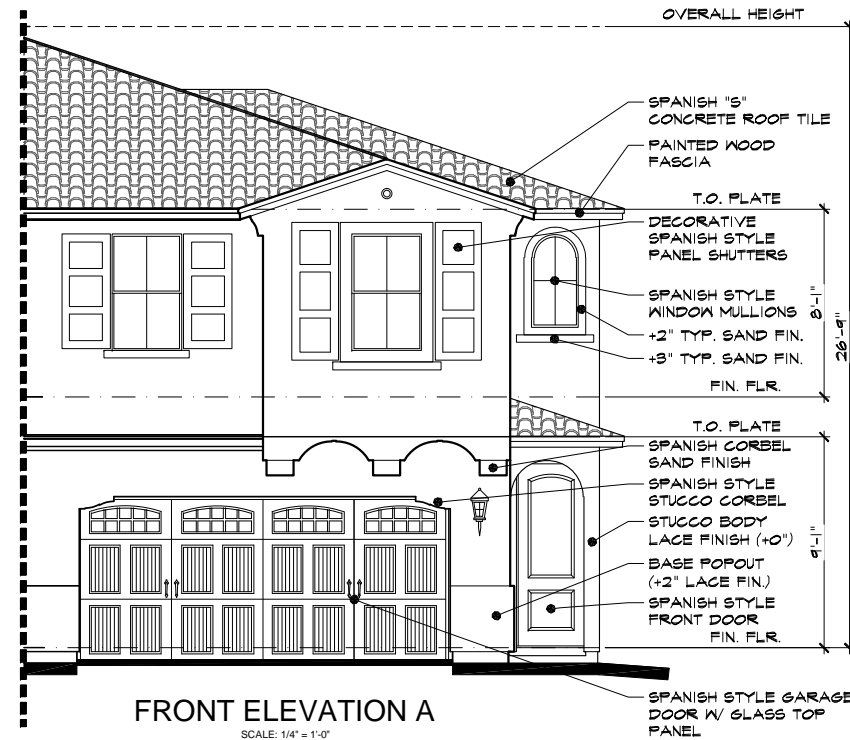 OVERALL HEIGHT
SPANISH "S"
CONCRETE ROOF TILE
PAINTED WOOD
FASCIA
T.O. PLATE
DECORATIVE
SPANISH STYLE
PANEL SHUTTERS
SPANISH STYLE
WINDOW MULLIONS
+2" TYP. SAND FIN.
+3" TYP. SAND FIN.
8'-1"
26'-9"
FIN. FLR.
T.O. PLATE
SPANISH CORBEL
SAND FINISH
SPANISH STYLE
STUCCO CORBEL
STUCCO BODY
LACE FINISH (+0")
9'-1"
BASE POPOUT
(+2" LACE FIN.)
SPANISH STYLE
FRONT DOOR
FIN. FLR.
SPANISH STYLE GARAGE
DOOR W/ GLASS TOP
PANEL
FRONT ELEVATION A
SCALE: 1/4" = 1'-0"